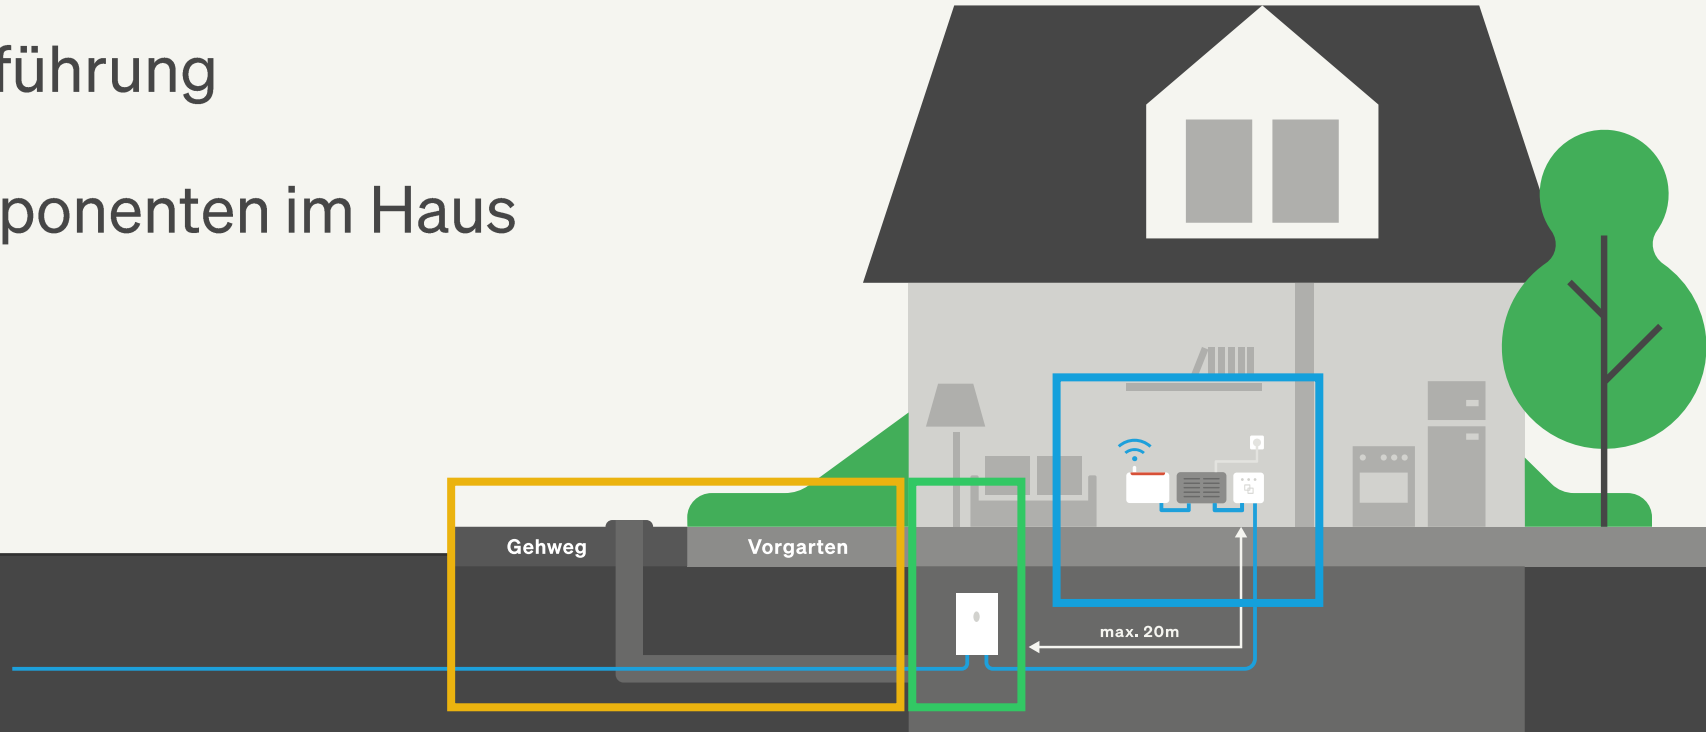 führung
ponenten im Haus
Gehweg
Vorgarten
max. 20m